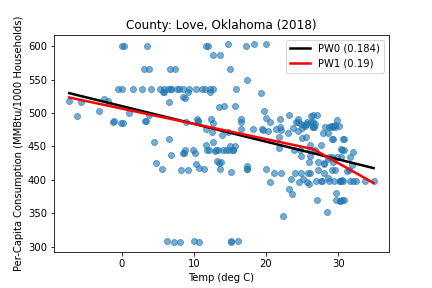 County: Love, Oklahoma (2018)
PW0 (0.184)
PW1 (0.19)
Per-Capita Consumption (MMBtu/1000 Households)
600
550
500
450
400
350
300
0
10
20
30
Temp (deg C)